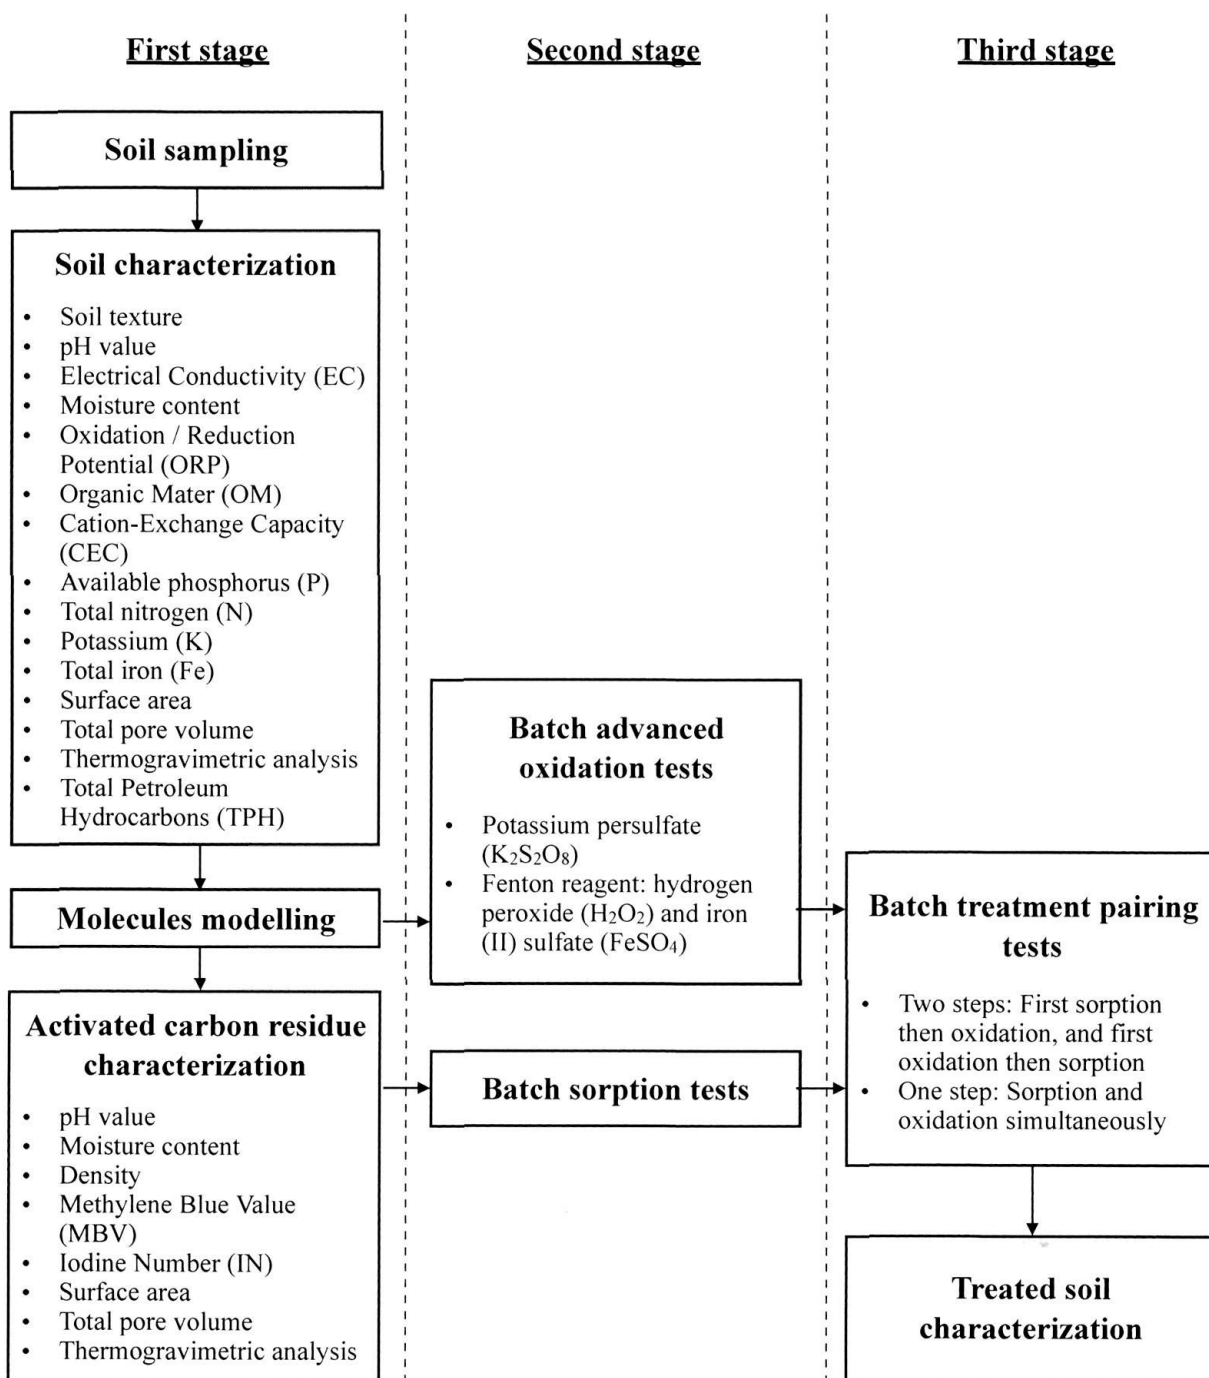 First stage
Second stage
Third stage
Soil sampling
Soil characterization
• Soil texture
• pH value
• Electrical Conductivity (EC)
• Moisture content
• Oxidation / Reduction
Potential (ORP)
• Organic Mater (OM)
• Cation-Exchange Capacity
(CEC)
• Available phosphorus (P)
• Total nitrogen (N)
• Potassium (K)
• Total iron (Fe)
• Surface area
• Total pore volume
• Thermogravimetric analysis
• Total Petroleum
Hydrocarbons (TPH)
Molecules modelling
Activated carbon residue
characterization
• pH value
• Moisture content
• Density
• Methylene Blue Value
(MBV)
• Iodine Number (IN)
• Surface area
• Total pore volume
• Thermogravimetric analysis
Batch advanced
oxidation tests
• Potassium persulfate
(K₂S₂O₈)
• Fenton reagent: hydrogen
peroxide (H₂O₂) and iron
(II) sulfate (FeSO₄)
Batch sorption tests
Batch treatment pairing
tests
• Two steps: First sorption
then oxidation, and first
oxidation then sorption
• One step: Sorption and
oxidation simultaneously
Treated soil
characterization